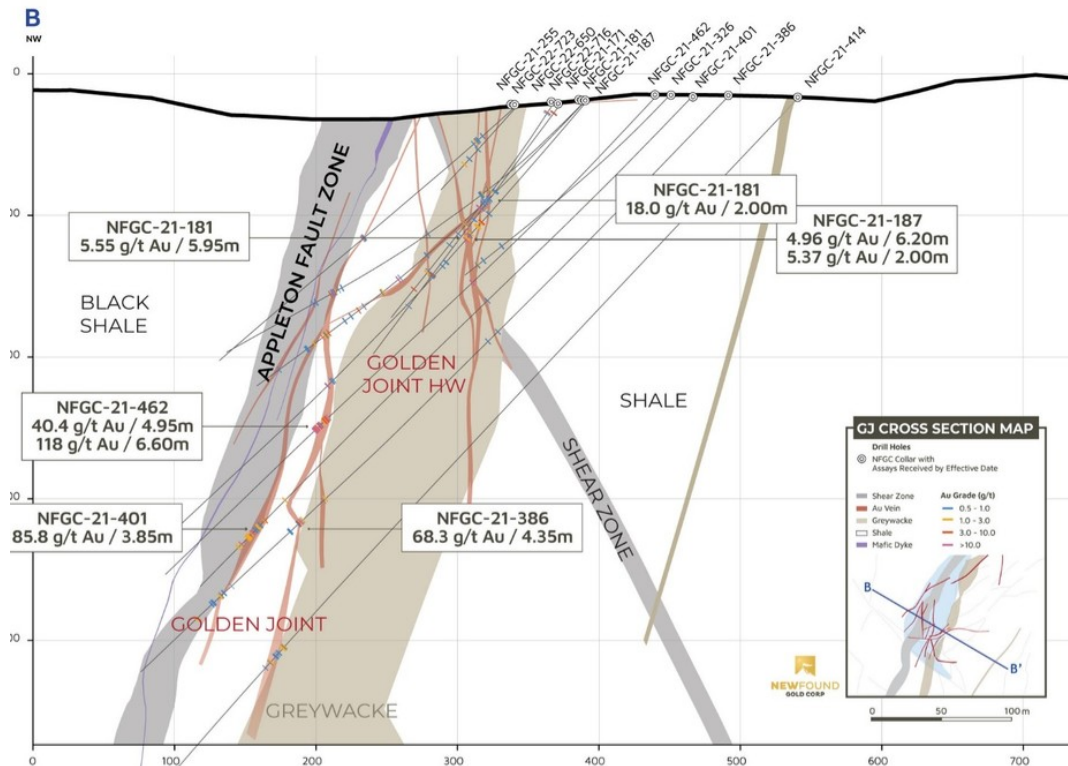 B
NW
NFGC-21-255
NFGC-22-723
NFGC-22-650
NFGC-22-716
NFGC-21-171
NFGC-21-181
NFGC-21-187
NFGC-21-462
NFGC-21-326
NFGC-21-401
NFGC-21-386
NFGC-21-414
0
00
00
00
00
NFGC-21-181
5.55 g/t Au / 5.95m
NFGC-21-181
18.0 g/t Au / 2.00m
NFGC-21-187
4.96 g/t Au / 6.20m
5.37 g/t Au / 2.00m
BLACK
SHALE
APPLETON FAULT ZONE
GOLDEN
JOINT HW
SHALE
NFGC-21-462
40.4 g/t Au / 4.95m
118 g/t Au / 6.60m
NFGC-21-401
85.8 g/t Au / 3.85m
NFGC-21-386
68.3 g/t Au / 4.35m
SHEAR ZONE
GOLDEN JOINT
GREYWACKE
GJ CROSS SECTION MAP
Drill Holes
NFGC Collar with
Assays Received by Effective Date
Shear Zone
Au Vein
Greywacke
Shale
Mafic Dyke
Au Grade (g/t)
0.5 - 1.0
1.0 - 3.0
3.0 - 10.0
>10.0
B
B'
NEWFOUND
GOLD CORP
0 50 100 m
0 100 200 300 400 500 600 700